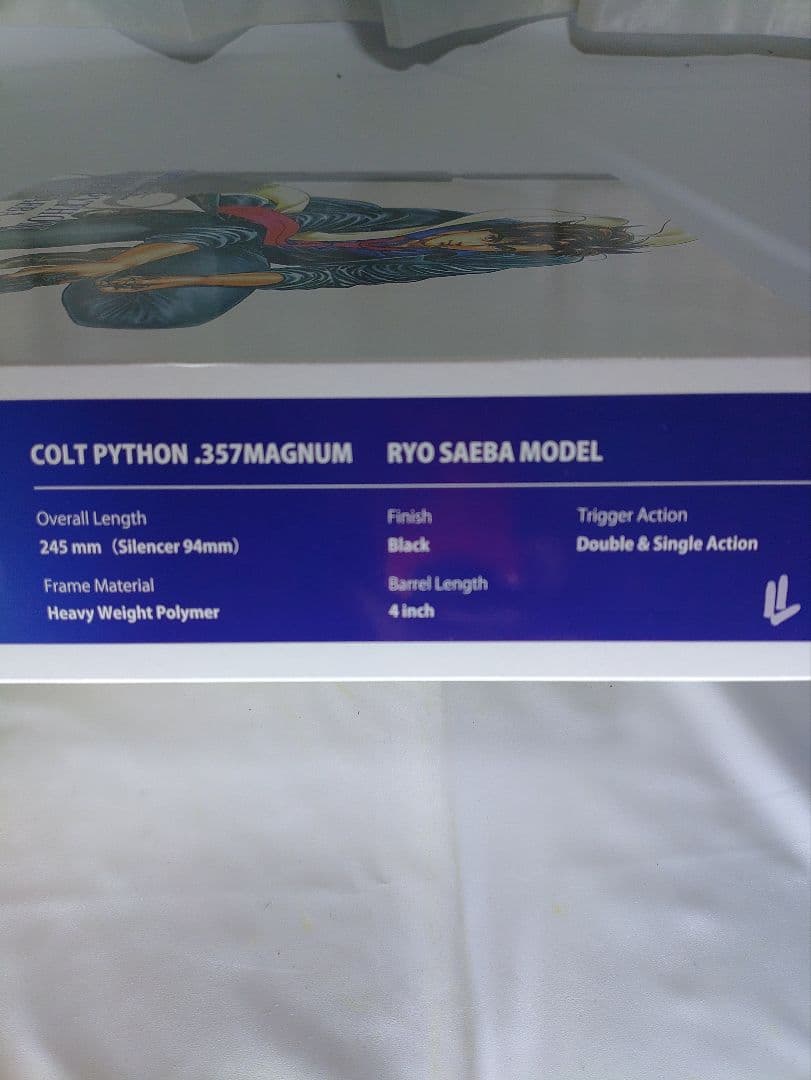 COLT PYTHON .357MAGNUM RYO SAEBA MODEL
Overall Length Finish Trigger Action
245 mm (Silencer 94mm) Black Double & Single Action
Frame Material Barrel Length
Heavy Weight Polymer 4 inch